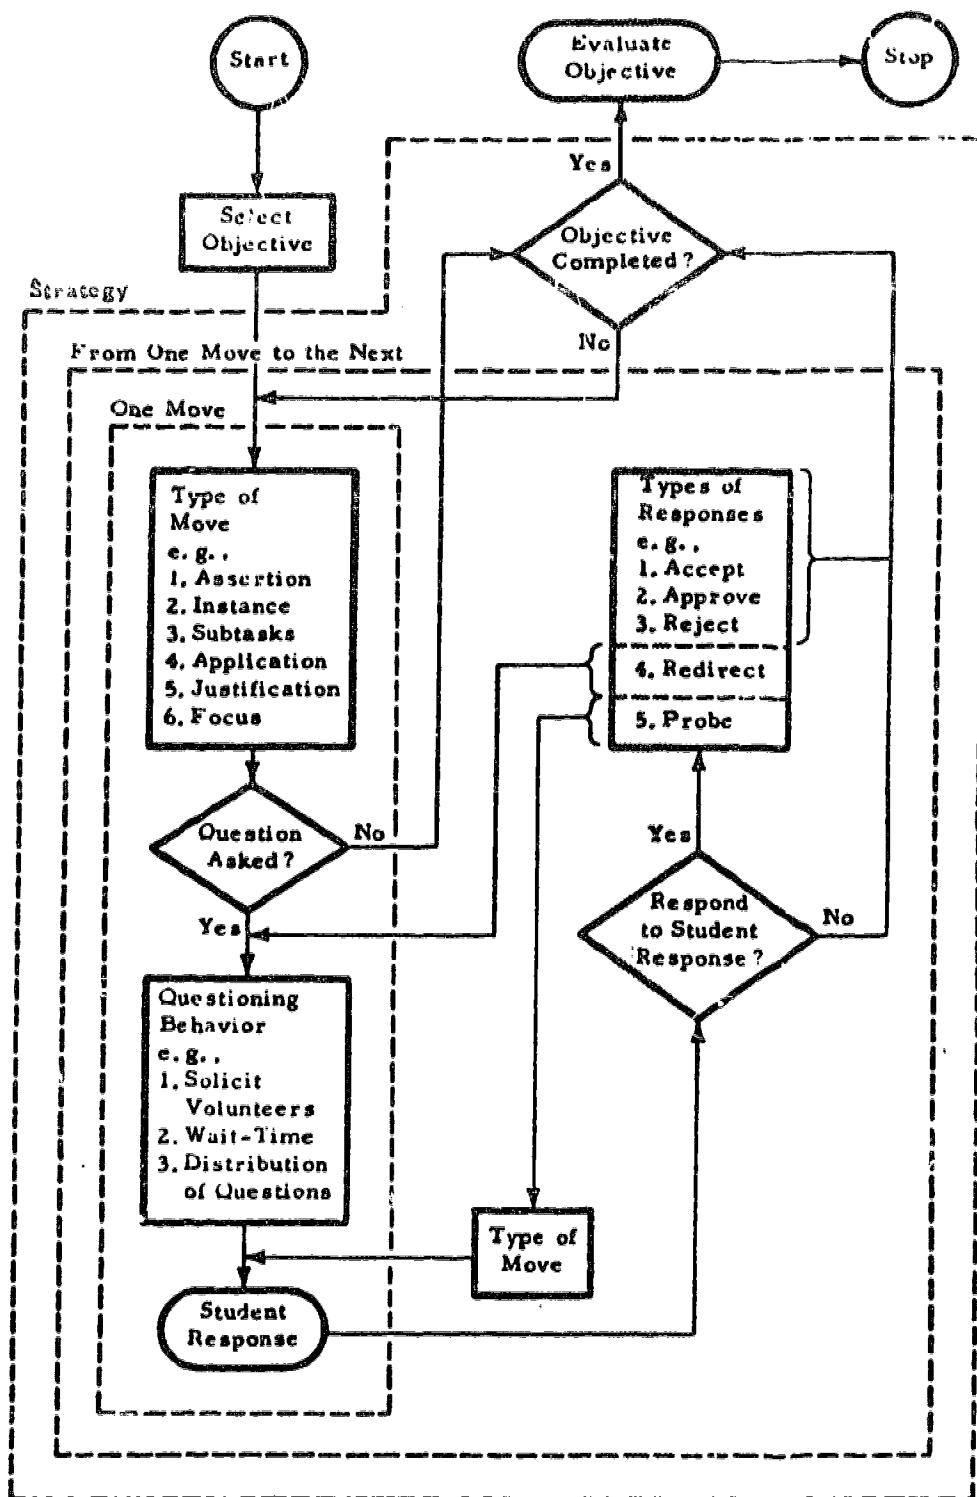 Start
Evaluate
Objective
Stop
Yes
Select
Objective
Objective
Completed?
Strategy
No
From One Move to the Next
One Move
Type of
Move
e.g.,
1. Assertion
2. Instance
3. Subtasks
4. Application
5. Justification
6. Focus
Types of
Responses
e.g.,
1. Accept
2. Approve
3. Reject
4. Redirect
5. Probe
Question
Asked?
No
Yes
Yes
Respond
to Student
Response?
No
Questioning
Behavior
e.g.,
1. Solicit
Volunteers
2. Wait-Time
3. Distribution
of Questions
Type of
Move
Student
Response